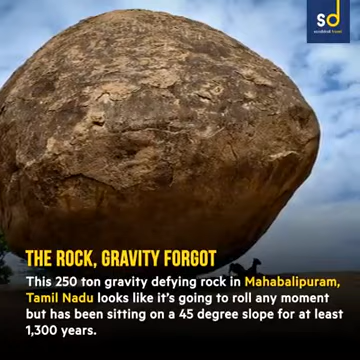 sd
THE ROCK, GRAVITY FORGOT
This 250 ton gravity defying rock in Mahabalipuram,
Tamil Nadu looks like it's going to roll any moment
but has been sitting on a 45 degree slope for at least
1,300 years.